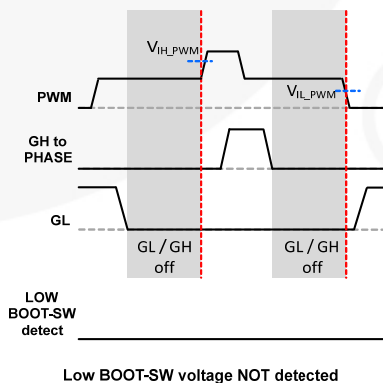 VIH_PWM
VIL_PWM
PWM
GH to
PHASE
GL
GL / GH
off
GL / GH
off
LOW
BOOT-SW
detect
Low BOOT-SW voltage NOT detected